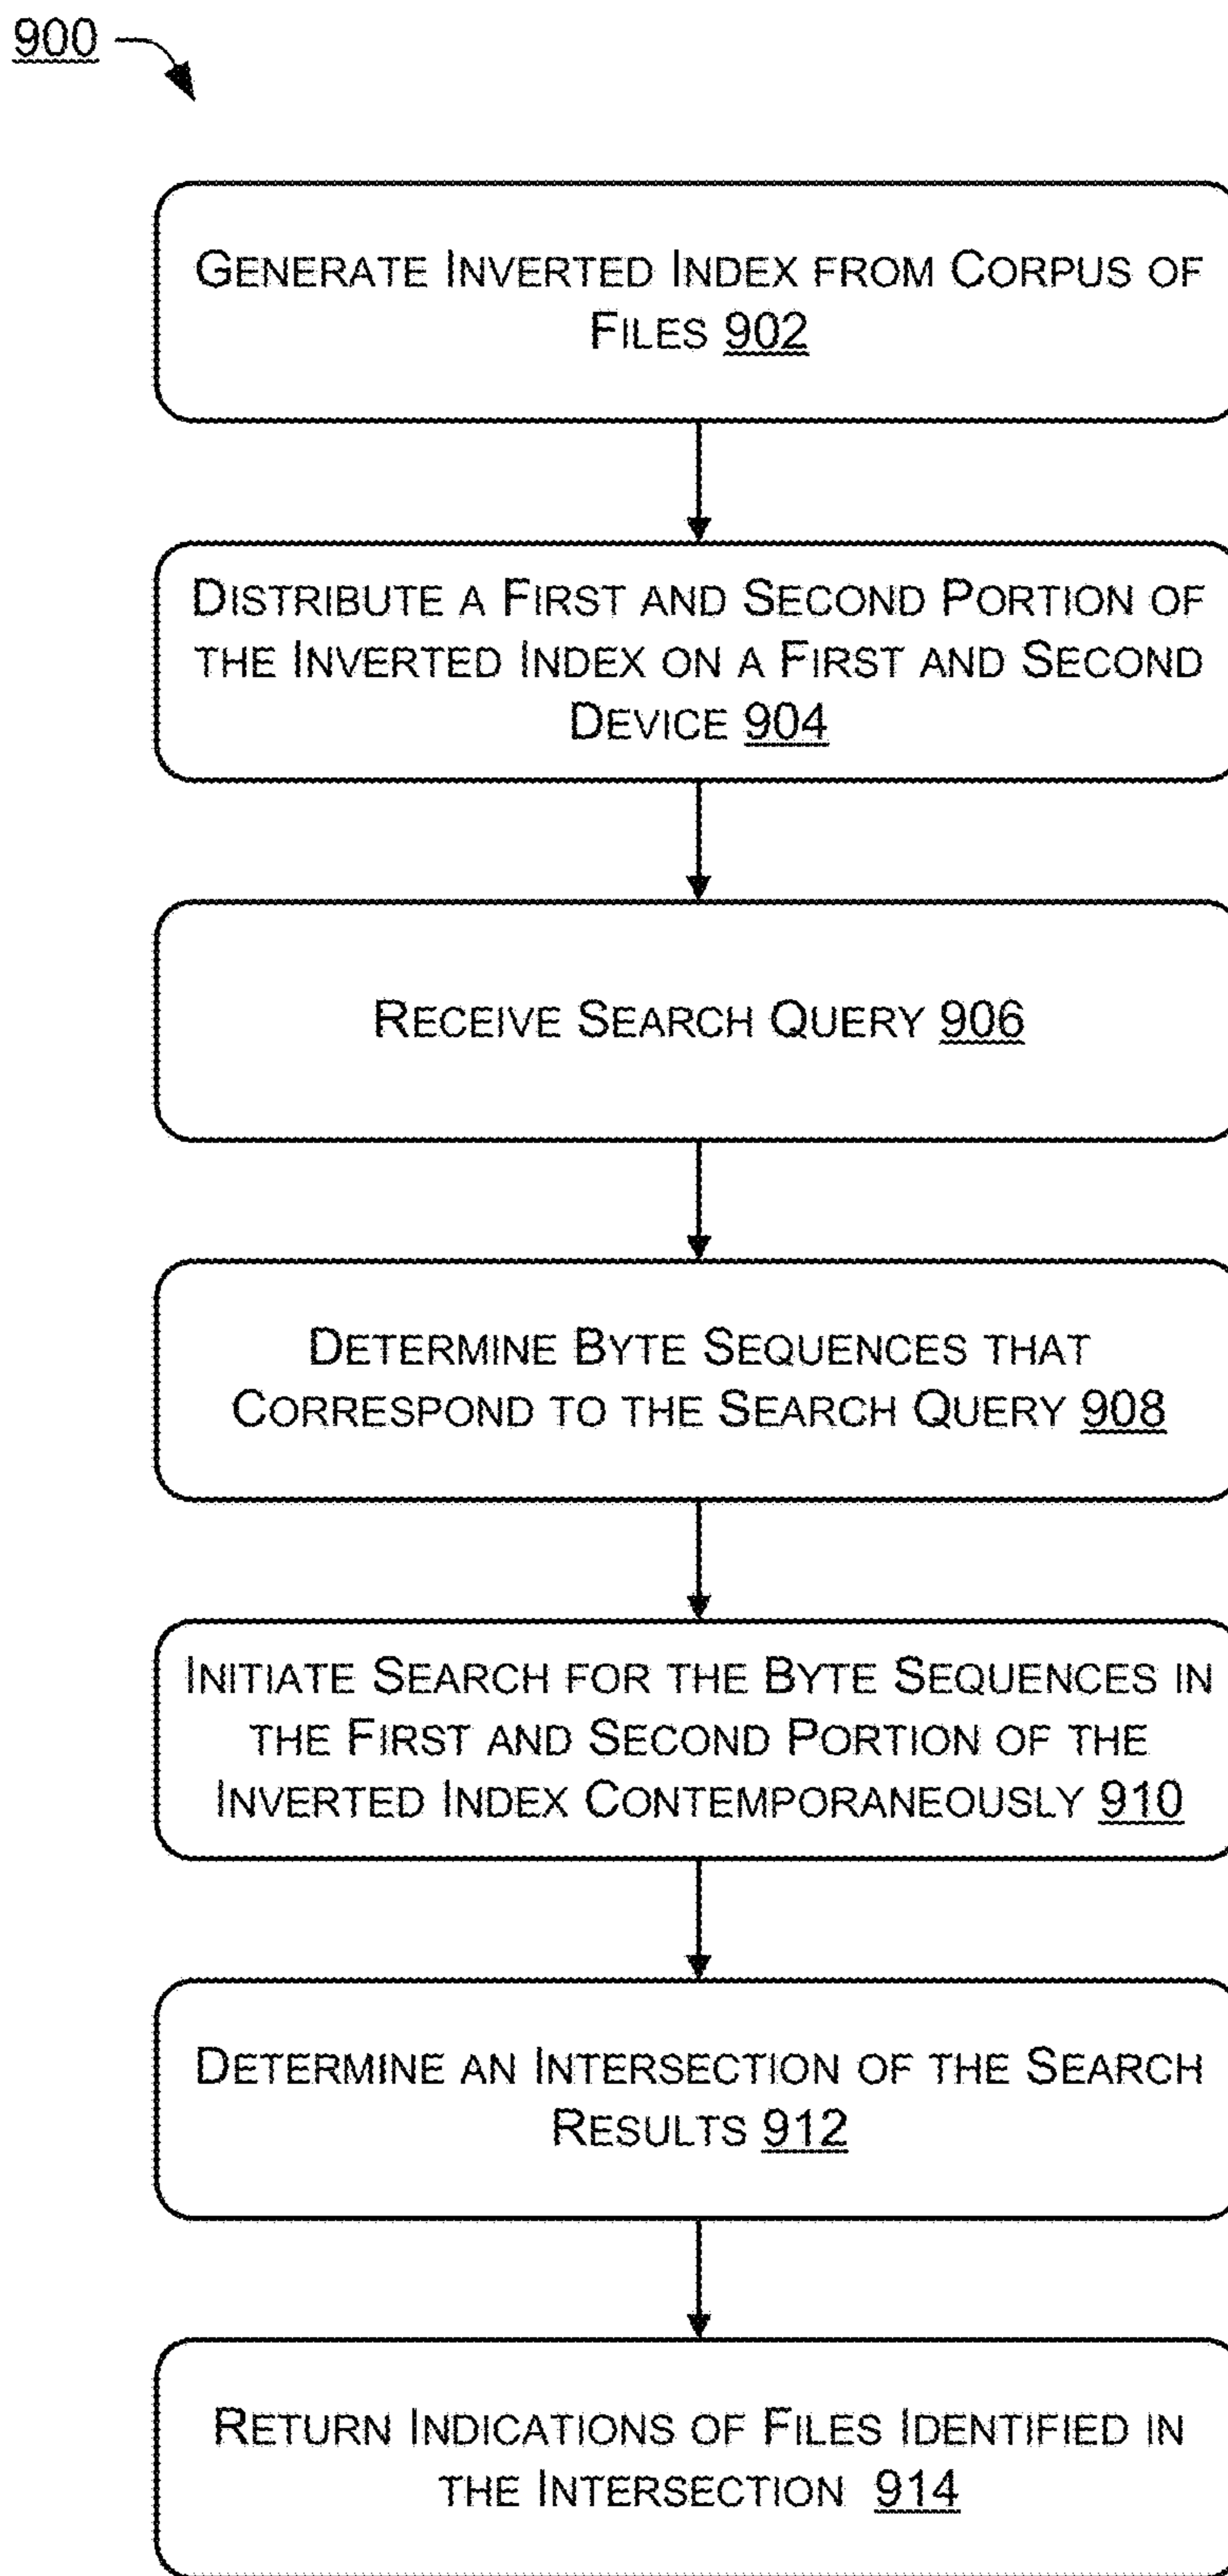 900
GENERATE INVERTED INDEX FROM CORPUS OF
FILES 902
DISTRIBUTE A FIRST AND SECOND PORTION OF
THE INVERTED INDEX ON A FIRST AND SECOND
DEVICE 904
RECEIVE SEARCH QUERY 906
DETERMINE BYTE SEQUENCES THAT
CORRESPOND TO THE SEARCH QUERY 908
INITIATE SEARCH FOR THE BYTE SEQUENCES IN
THE FIRST AND SECOND PORTION OF THE
INVERTED INDEX CONTEMPORANEOUSLY 910
DETERMINE AN INTERSECTION OF THE SEARCH
RESULTS 912
RETURN INDICATIONS OF FILES IDENTIFIED IN
THE INTERSECTION 914